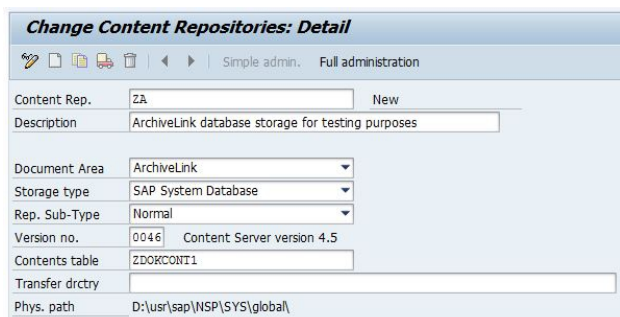 Change Content Repositories: Detail
Simple admin. Full administration
Content Rep. ZA New
Description ArchiveLink database storage for testing purposes
Document Area ArchiveLink
Storage type SAP System Database
Rep. Sub-Type Normal
Version no. 0046 Content Server version 4.5
Contents table ZDOKCONT1
Transfer drctry
Phys. path D:\usr\sap\NSP\SYS\global\